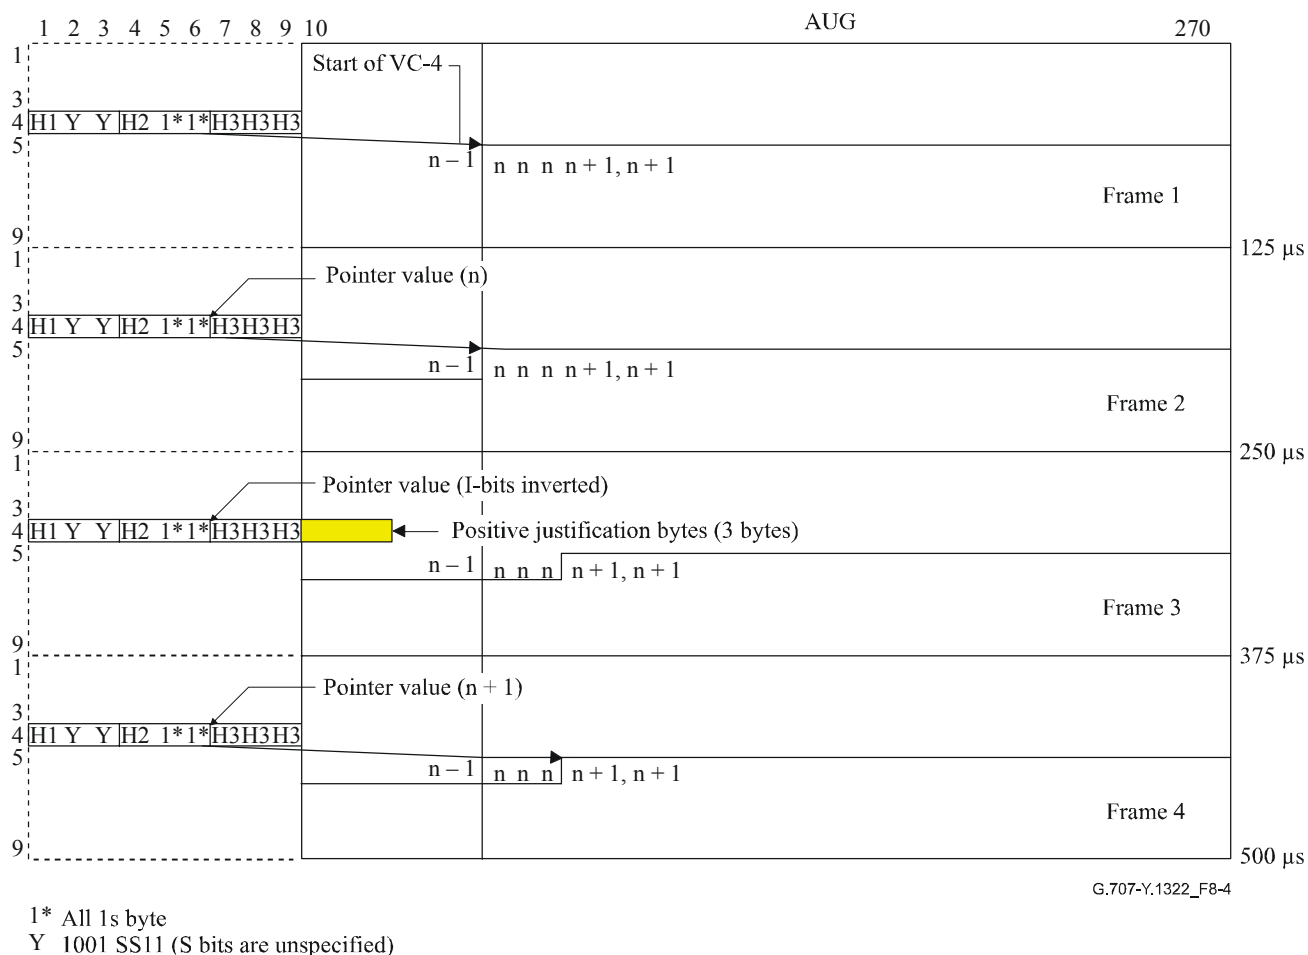 1 2 3 4 5 6 7 8 9 10 AUG 270
1
Start of VC-4
3
4 H1 Y Y H2 1* 1* H3 H3 H3
5
n – 1 n n n n + 1, n + 1
Frame 1
9
125 µs
1
Pointer value (n)
3
4 H1 Y Y H2 1* 1* H3 H3 H3
5
n – 1 n n n n + 1, n + 1
Frame 2
9
250 µs
1
Pointer value (I-bits inverted)
3
4 H1 Y Y H2 1* 1* H3 H3 H3 Positive justification bytes (3 bytes)
5
n – 1 n n n n + 1, n + 1
Frame 3
9
375 µs
1
Pointer value (n + 1)
3
4 H1 Y Y H2 1* 1* H3 H3 H3
5
n – 1 n n n n + 1, n + 1
Frame 4
9
500 µs
G.707-Y.1322_F8-4
1* All 1s byte
Y 1001 SS11 (S bits are unspecified)